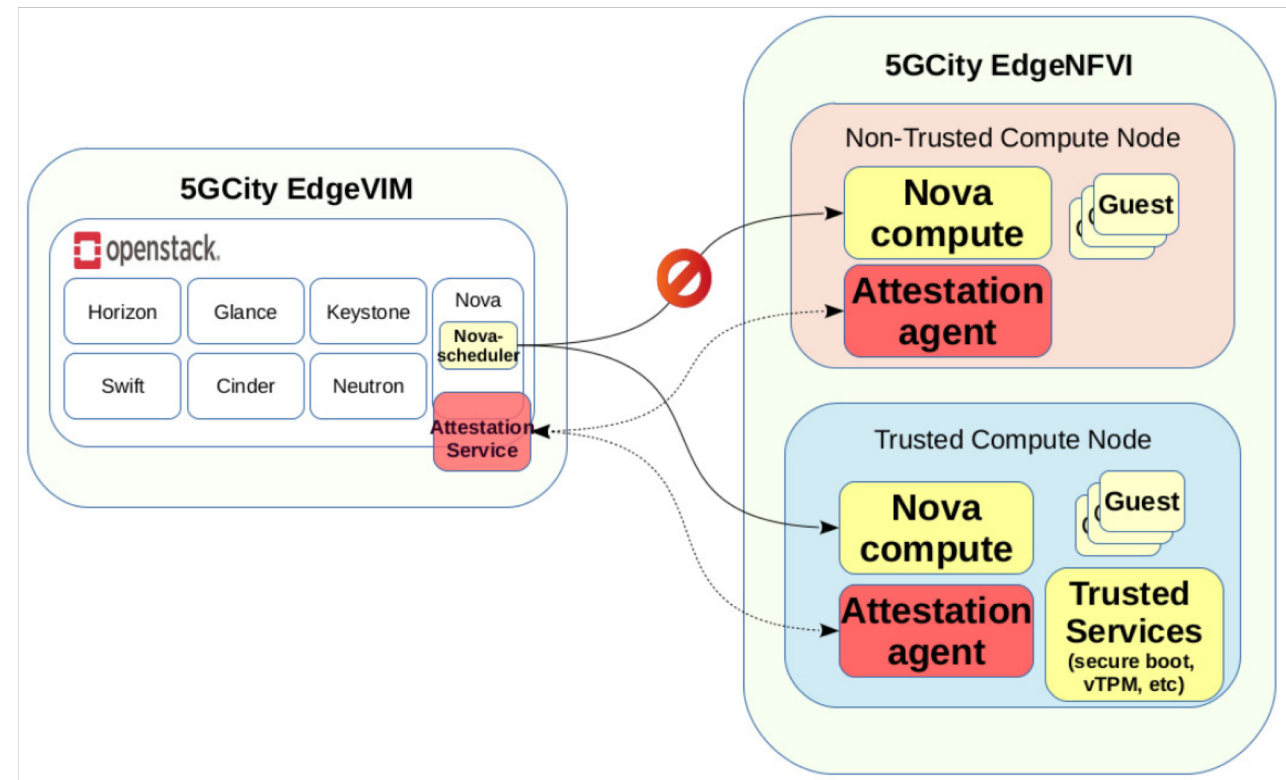 5GCity EdgeNFVI
Non-Trusted Compute Node
Nova
compute
Guest
Attestation
agent
5GCity EdgeVIM
openstack.
Horizon
Glance
Keystone
Nova
Nova-
scheduler
Swift
Cinder
Neutron
Attestation
Service
Trusted Compute Node
Nova
compute
Guest
Attestation
agent
Trusted
Services
(secure boot,
vTPM, etc)